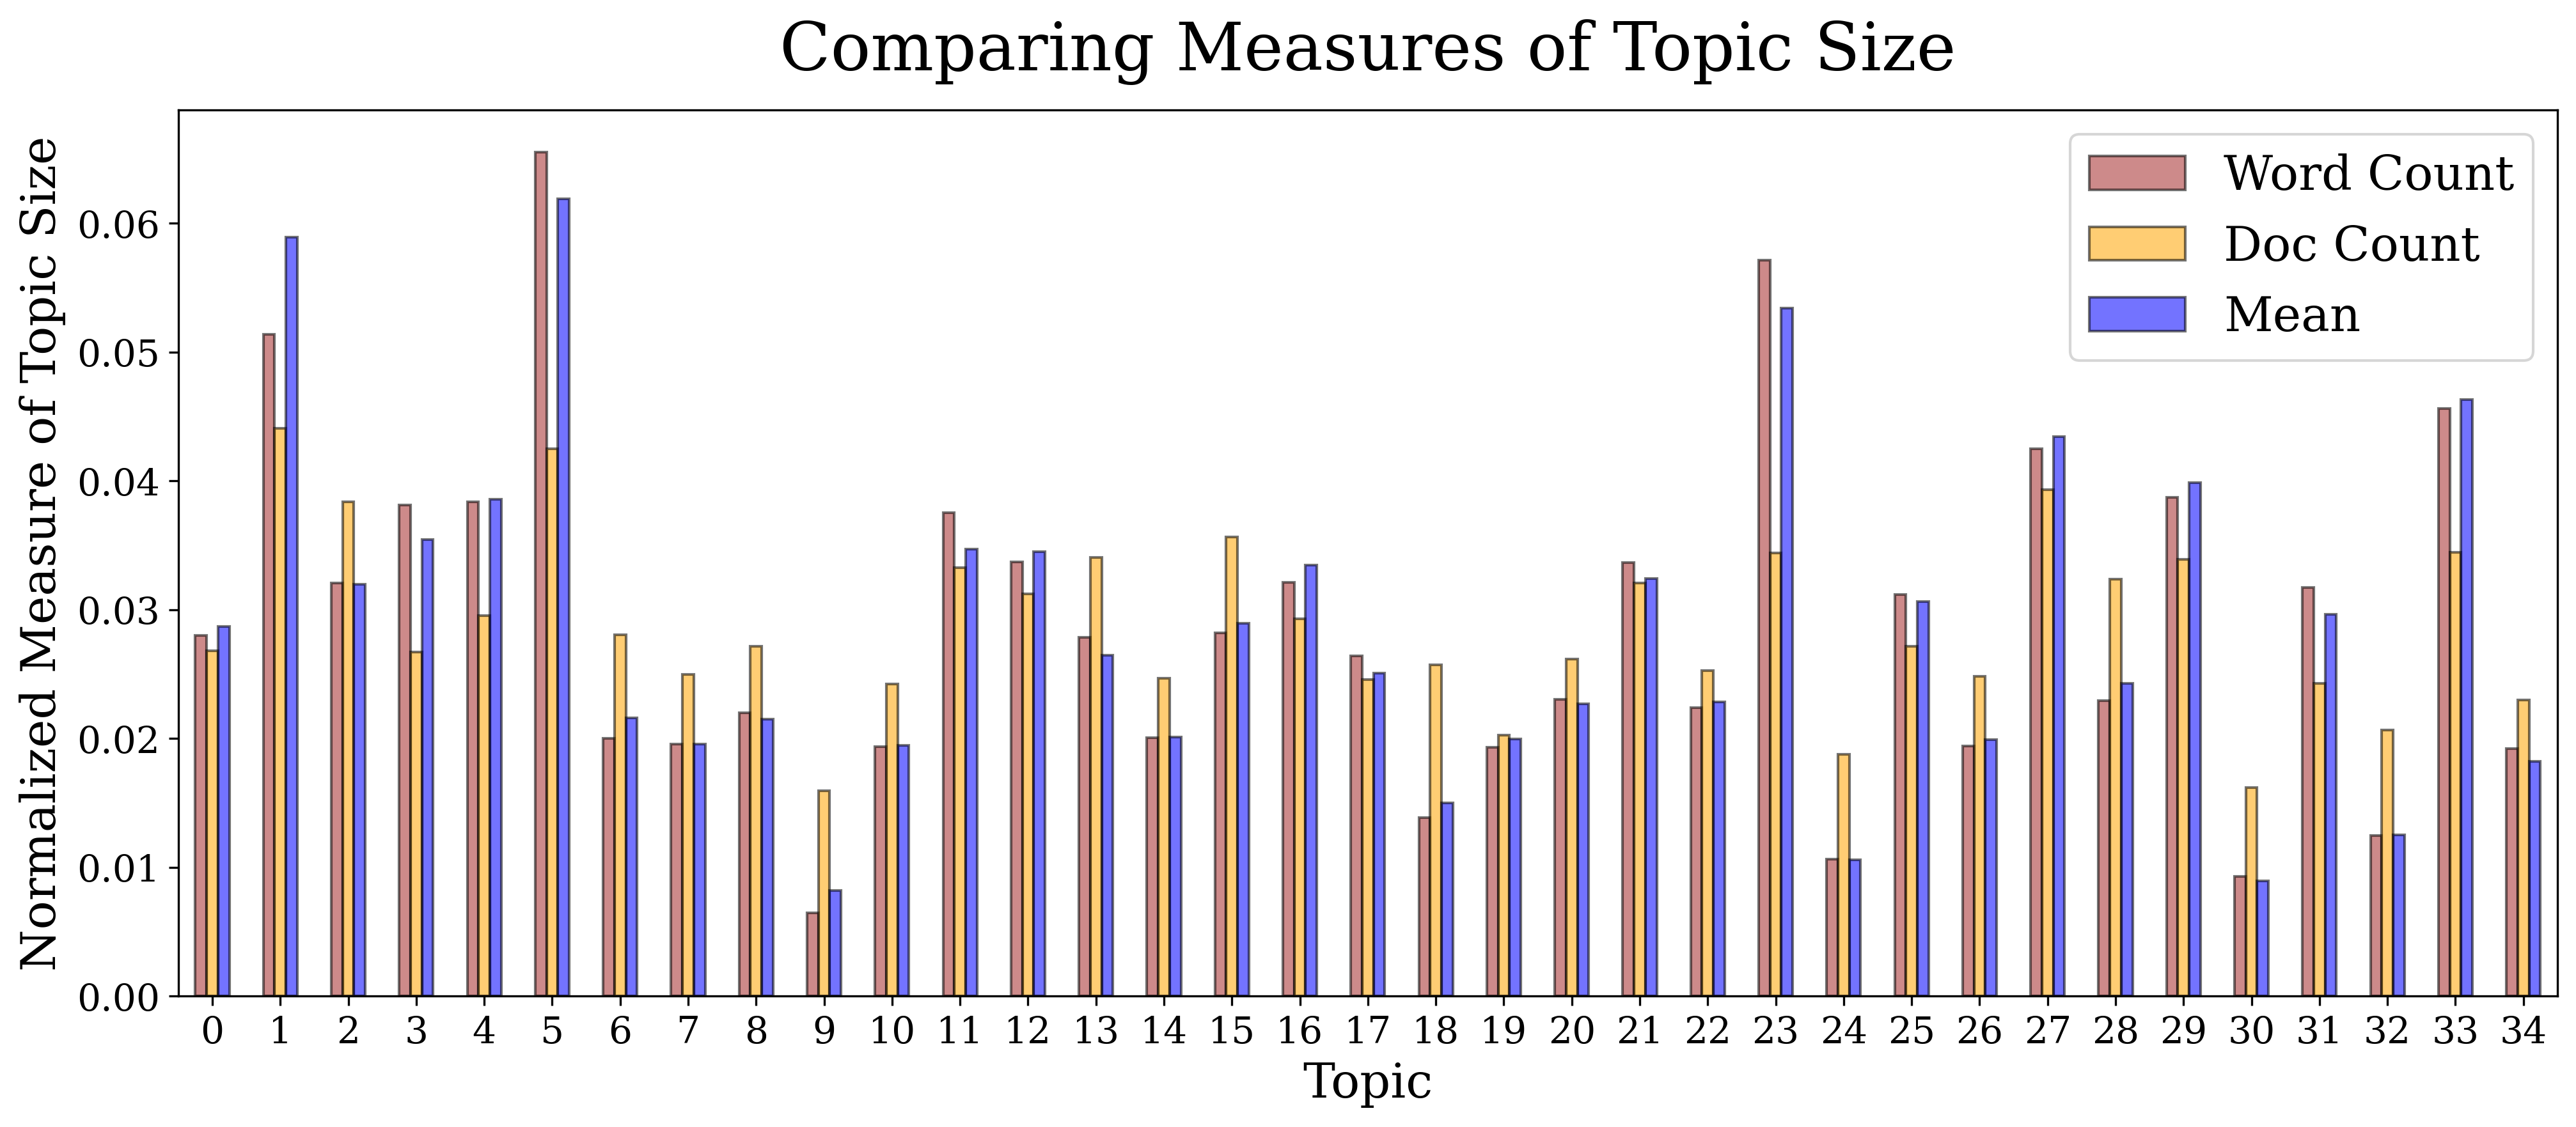 Comparing Measures of Topic Size
Normalized Measure of Topic Size
0.06
0.05
0.04
0.03
0.02
0.01
0.00
Word Count
Doc Count
Mean
0 1 2 3 4 5 6 7 8 9 10 11 12 13 14 15 16 17 18 19 20 21 22 23 24 25 26 27 28 29 30 31 32 33 34
Topic